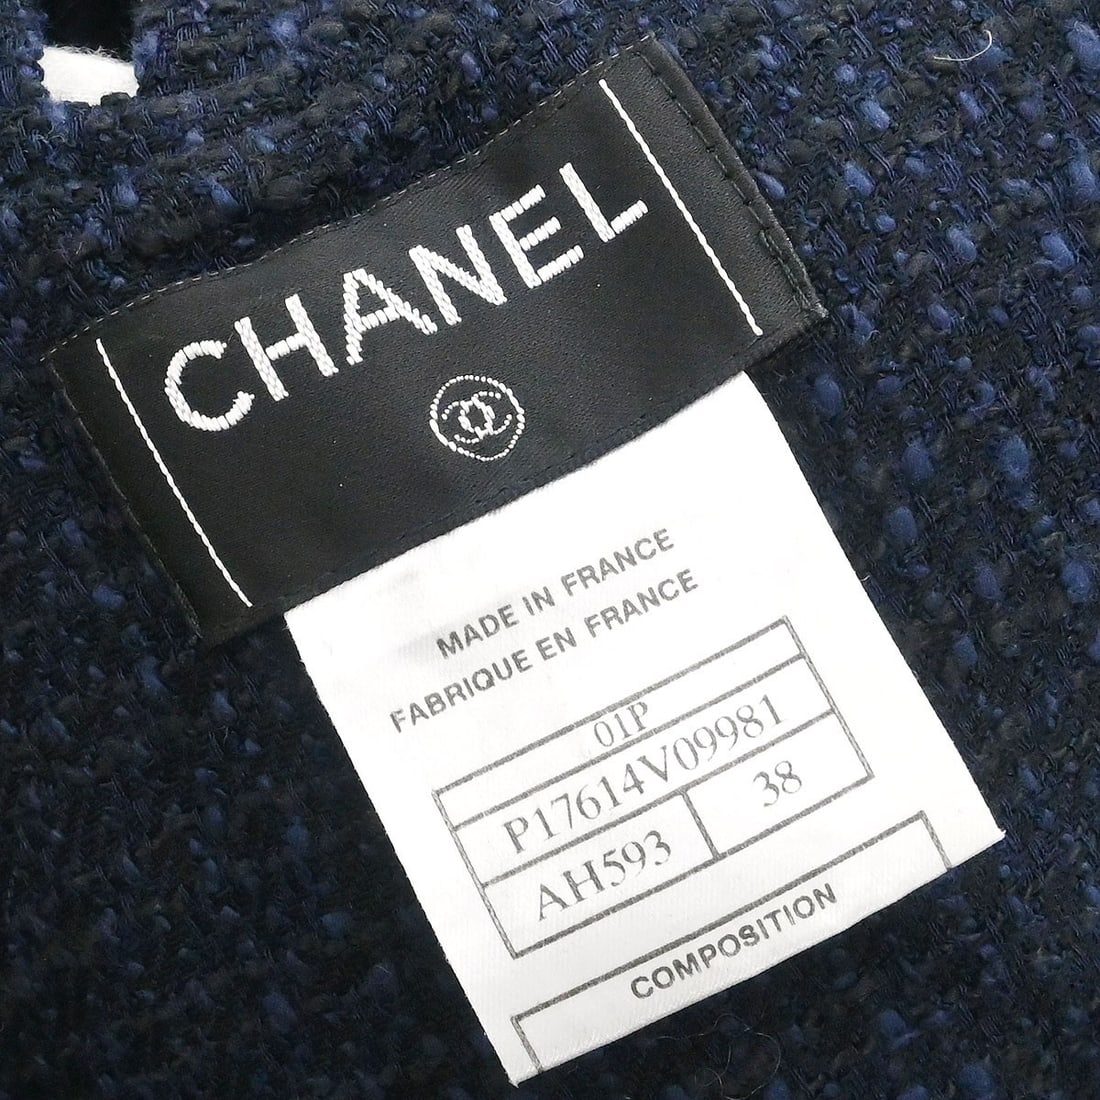 CHANEL
MADE IN FRANCE
FABRIQUE EN FRANCE
01P
P17614V09981
AH593 38
COMPOSITION